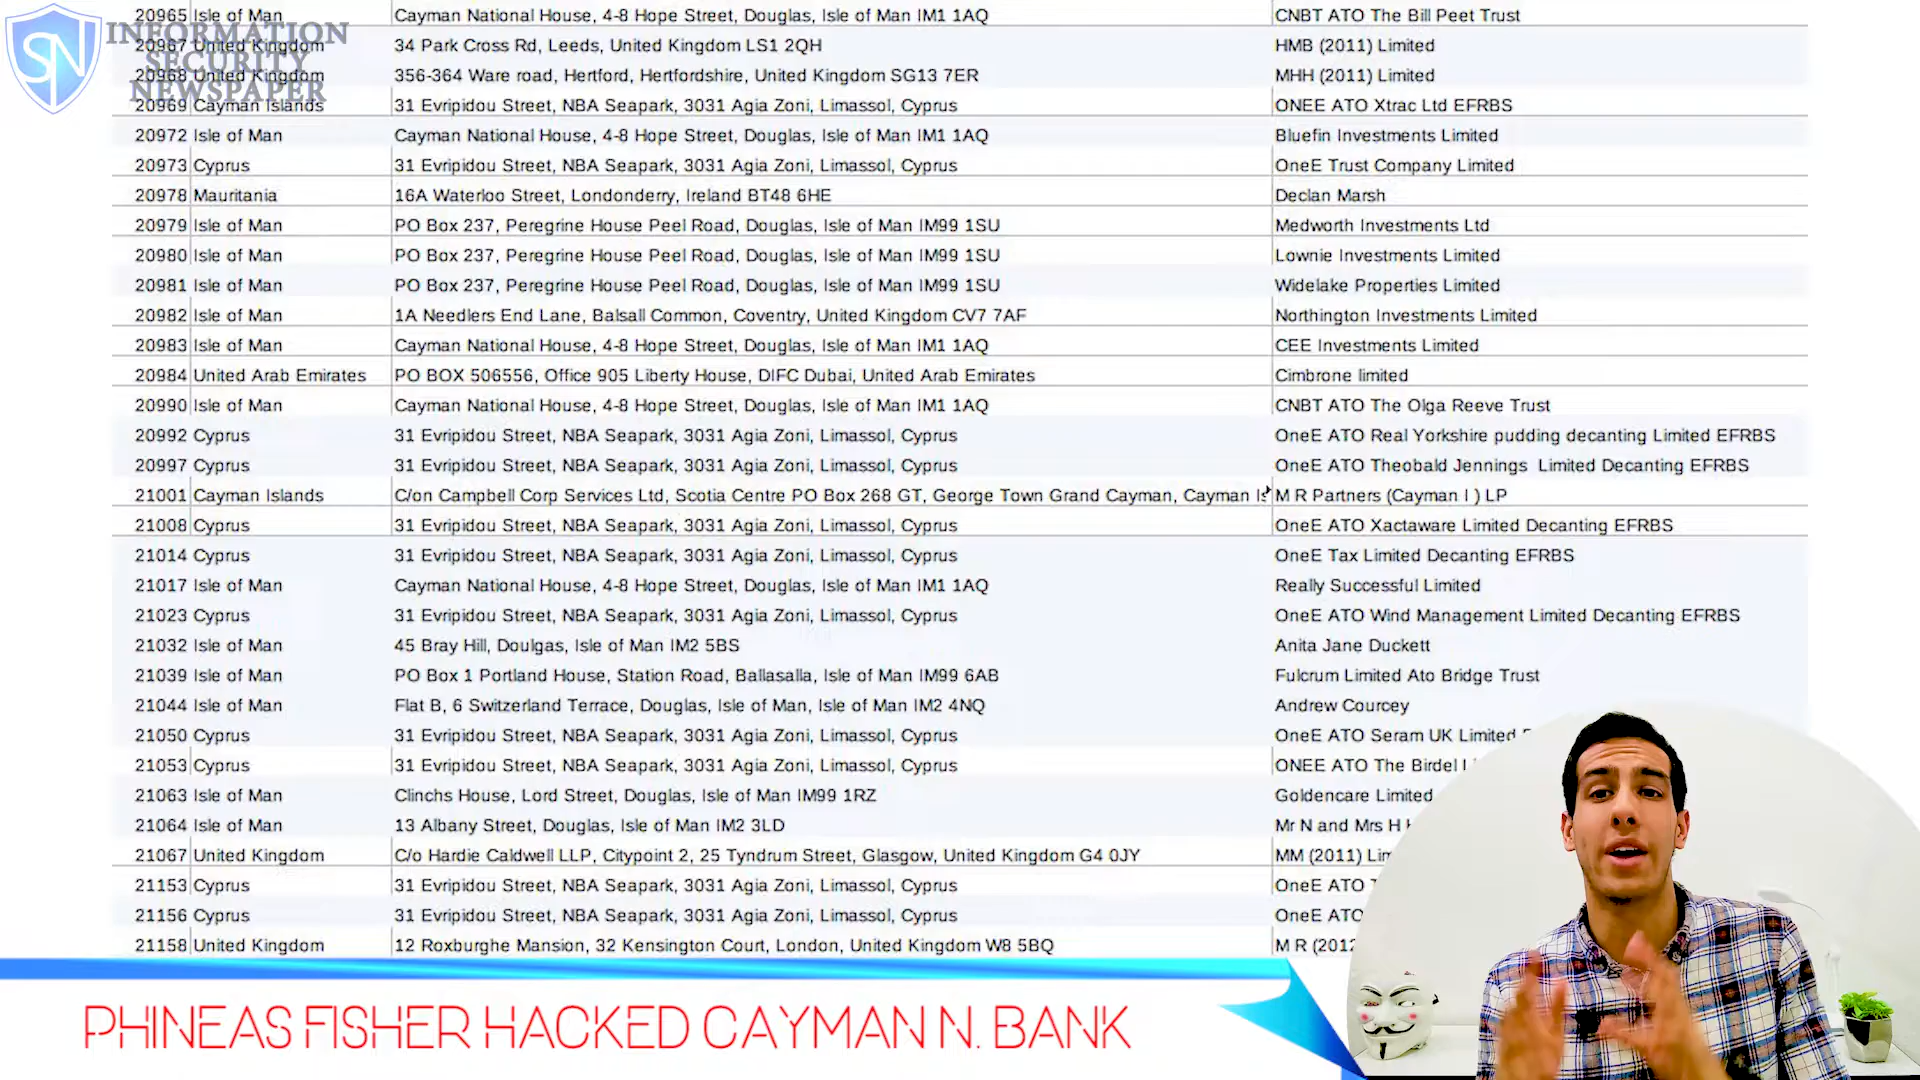 INFORMATION
SECURITY
NEWSPAPER
SN
20965 Isle of Man Cayman National House, 4-8 Hope Street, Douglas, Isle of Man IM1 1AQ CNBT ATO The Bill Peet Trust
20967 United Kingdom 34 Park Cross Rd, Leeds, United Kingdom LS1 2QH HMB (2011) Limited
20968 United Kingdom 356-364 Ware road, Hertford, Hertfordshire, United Kingdom SG13 7ER MHH (2011) Limited
20969 Cayman Islands 31 Evripidou Street, NBA Seapark, 3031 Agia Zoni, Limassol, Cyprus ONEE ATO Xtrac Ltd EFRBS
20972 Isle of Man Cayman National House, 4-8 Hope Street, Douglas, Isle of Man IM1 1AQ Bluefin Investments Limited
20973 Cyprus 31 Evripidou Street, NBA Seapark, 3031 Agia Zoni, Limassol, Cyprus OneE Trust Company Limited
20978 Mauritania 16A Waterloo Street, Londonderry, Ireland BT48 6HE Declan Marsh
20979 Isle of Man PO Box 237, Peregrine House Peel Road, Douglas, Isle of Man IM99 1SU Medworth Investments Ltd
20980 Isle of Man PO Box 237, Peregrine House Peel Road, Douglas, Isle of Man IM99 1SU Lownie Investments Limited
20981 Isle of Man PO Box 237, Peregrine House Peel Road, Douglas, Isle of Man IM99 1SU Widelake Properties Limited
20982 Isle of Man 1A Needlers End Lane, Balsall Common, Coventry, United Kingdom CV7 7AF Northington Investments Limited
20983 Isle of Man Cayman National House, 4-8 Hope Street, Douglas, Isle of Man IM1 1AQ CEE Investments Limited
20984 United Arab Emirates PO BOX 506556, Office 905 Liberty House, DIFC Dubai, United Arab Emirates Cimbrone limited
20990 Isle of Man Cayman National House, 4-8 Hope Street, Douglas, Isle of Man IM1 1AQ CNBT ATO The Olga Reeve Trust
20992 Cyprus 31 Evripidou Street, NBA Seapark, 3031 Agia Zoni, Limassol, Cyprus OneE ATO Real Yorkshire pudding decanting Limited EFRBS
20997 Cyprus 31 Evripidou Street, NBA Seapark, 3031 Agia Zoni, Limassol, Cyprus OneE ATO Theobald Jennings Limited Decanting EFRBS
21001 Cayman Islands C/on Campbell Corp Services Ltd, Scotia Centre PO Box 268 GT, George Town Grand Cayman, Cayman Is M R Partners (Cayman I ) LP
21008 Cyprus 31 Evripidou Street, NBA Seapark, 3031 Agia Zoni, Limassol, Cyprus OneE ATO Xactaware Limited Decanting EFRBS
21014 Cyprus 31 Evripidou Street, NBA Seapark, 3031 Agia Zoni, Limassol, Cyprus OneE Tax Limited Decanting EFRBS
21017 Isle of Man Cayman National House, 4-8 Hope Street, Douglas, Isle of Man IM1 1AQ Really Successful Limited
21023 Cyprus 31 Evripidou Street, NBA Seapark, 3031 Agia Zoni, Limassol, Cyprus OneE ATO Wind Management Limited Decanting EFRBS
21032 Isle of Man 45 Bray Hill, Doulgas, Isle of Man IM2 5BS Anita Jane Duckett
21039 Isle of Man PO Box 1 Portland House, Station Road, Ballasalla, Isle of Man IM99 6AB Fulcrum Limited Ato Bridge Trust
21044 Isle of Man Flat B, 6 Switzerland Terrace, Douglas, Isle of Man, Isle of Man IM2 4NQ Andrew Courcey
21050 Cyprus 31 Evripidou Street, NBA Seapark, 3031 Agia Zoni, Limassol, Cyprus OneE ATO Seram UK Limited
21053 Cyprus 31 Evripidou Street, NBA Seapark, 3031 Agia Zoni, Limassol, Cyprus ONEE ATO The Birdel
21063 Isle of Man Clinchs House, Lord Street, Douglas, Isle of Man IM99 1RZ Goldencare Limited
21064 Isle of Man 13 Albany Street, Douglas, Isle of Man IM2 3LD Mr N and Mrs H
21067 United Kingdom C/o Hardie Caldwell LLP, Citypoint 2, 25 Tyndrum Street, Glasgow, United Kingdom G4 0JY MM (2011)
21153 Cyprus 31 Evripidou Street, NBA Seapark, 3031 Agia Zoni, Limassol, Cyprus OneE ATO
21156 Cyprus 31 Evripidou Street, NBA Seapark, 3031 Agia Zoni, Limassol, Cyprus OneE ATO
21158 United Kingdom 12 Roxburghe Mansion, 32 Kensington Court, London, United Kingdom W8 5BQ M R (2012
PHINEAS FISHER HACKED CAYMAN N. BANK